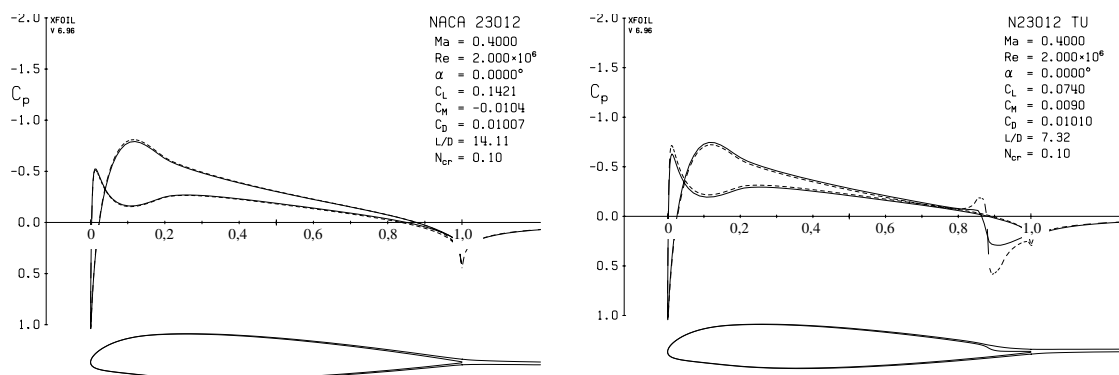 -2.0
XFOIL
V 6.96
NACA 23012
Ma = 0.4000
Re = 2.000×10⁶
α = 0.0000°
C_L = 0.1421
C_M = -0.0104
C_D = 0.01007
L/D = 14.11
N_cr = 0.10
-1.5
C_p
-1.0
-0.5
0.0
0.5
1.0
0 0,2 0,4 0,6 0,8 1,0
-2.0
XFOIL
V 6.96
N23012 TU
Ma = 0.4000
Re = 2.000×10⁶
α = 0.0000°
C_L = 0.0740
C_M = 0.0090
C_D = 0.01010
L/D = 7.32
N_cr = 0.10
-1.5
C_p
-1.0
-0.5
0.0
0.5
1.0
0 0,2 0,4 0,6 0,8 1,0